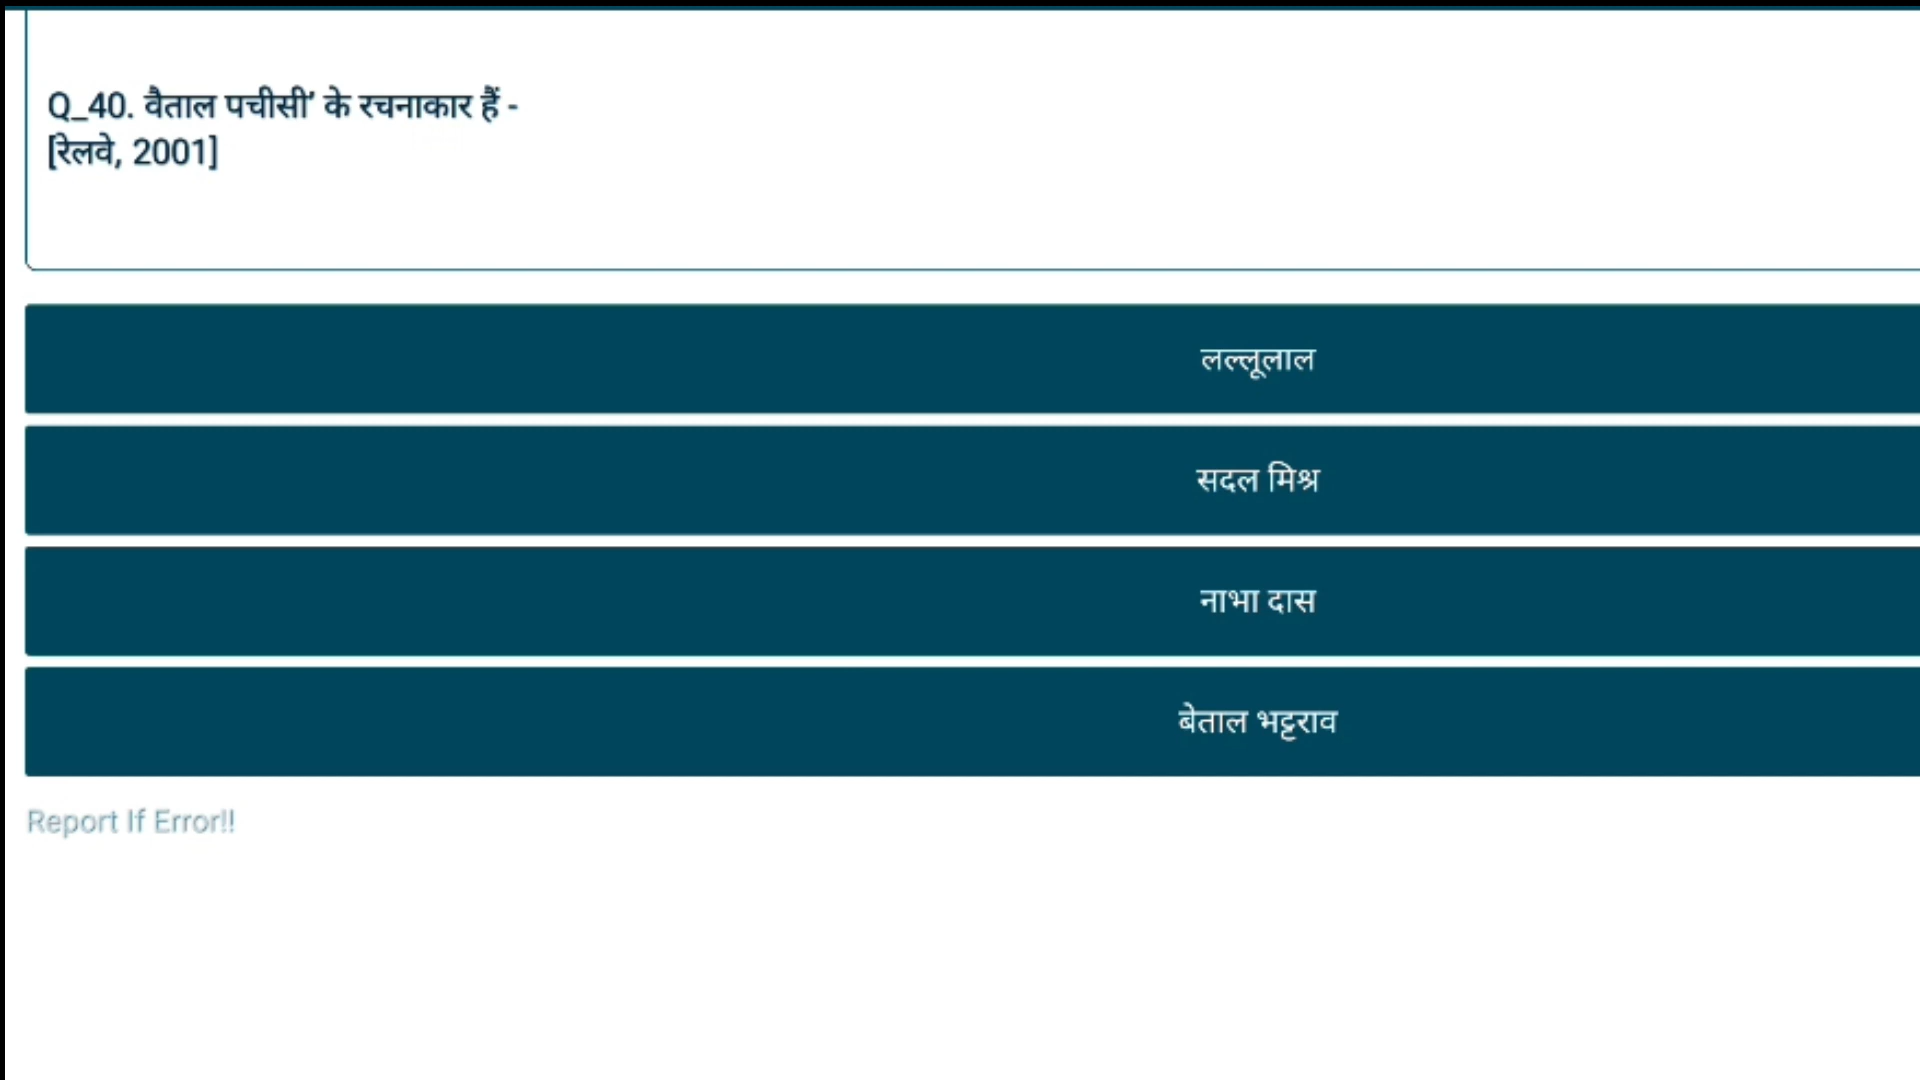 Q_40. वैताल पचीसी’ के रचनाकार हैं -
[रेलवे, 2001]
लल्लूलाल
सदल मिश्र
नाभा दास
बेताल भट्टराव
Report If Error!!